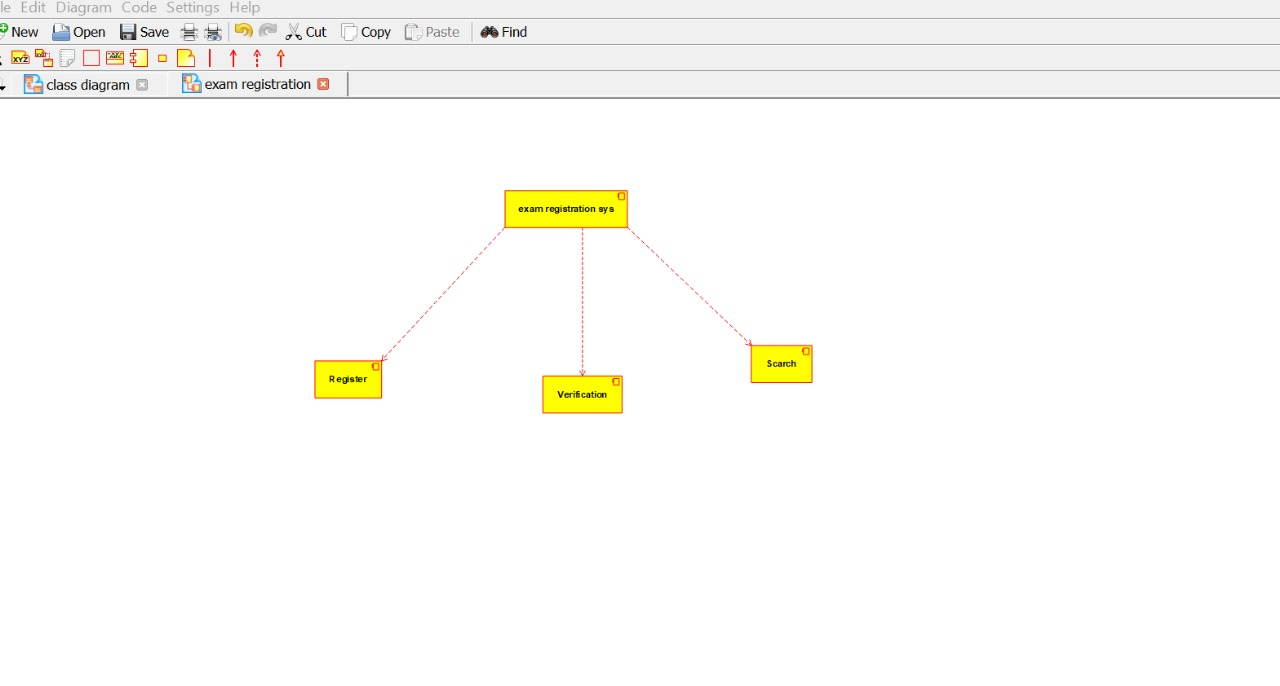 le Edit Diagram Code Settings Help
New Open Save Cut Copy Paste Find
XYZ
class diagram exam registration
exam registration sys
Scarch
Register
Verification